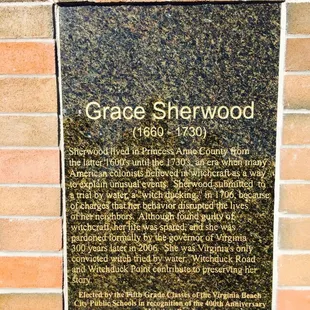 Grace Sherwood
(1660 - 1730)
Sherwood lived in Princess Anne County from
the latter 1600's until the 1730's, an era when many
American colonists believed in witchcraft as a way
to explain unusual events. Sherwood submitted to
a trial by water, a "witch ducking," in 1706, because
of charges that her behavior disrupted the lives
of her neighbors. Although found guilty of
witchcraft, her life was spared, and she was
pardoned formally by the governor of Virginia
300 years later in 2006. She was Virginia's only
convicted witch tried by water. Witchduck Road
and Witchduck Point contribute to preserving her
story.
Elected by the Fifth Grade Classes of the Virginia Beach
City Public Schools in recognition of the 400th Anniversary